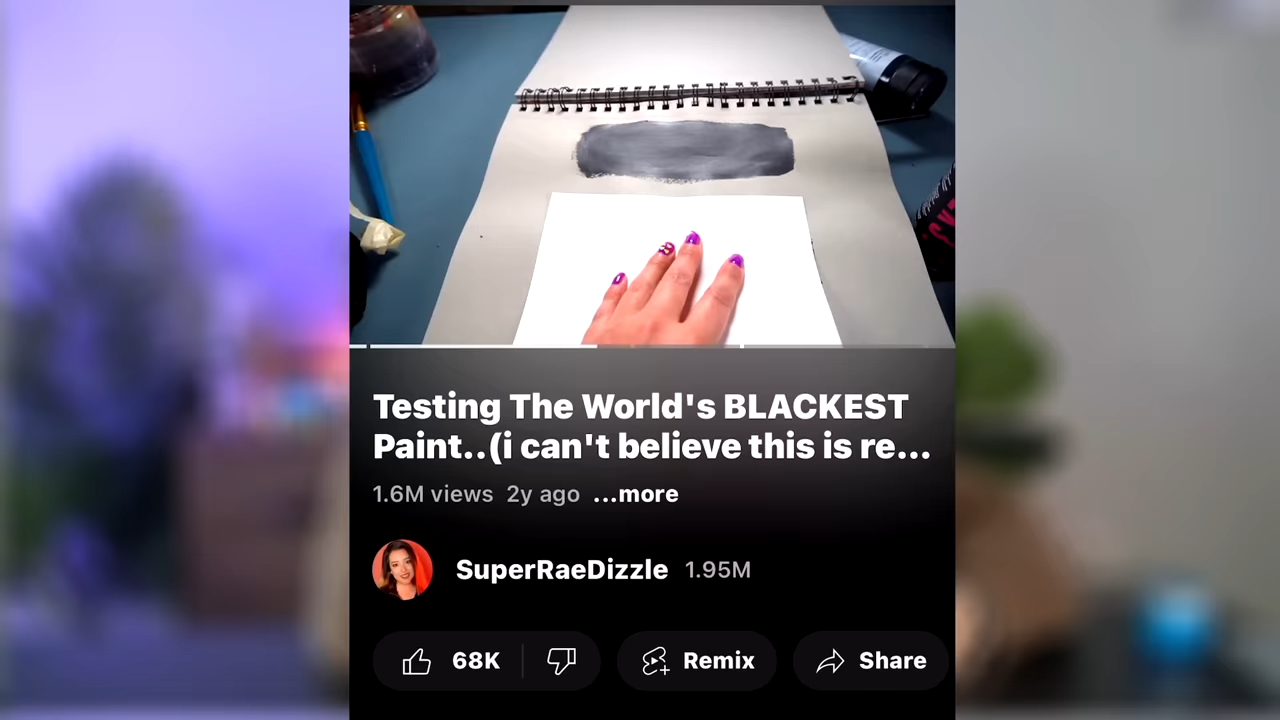 Testing The World's BLACKEST
Paint..(i can't believe this is re...
1.6M views 2y ago ...more
SuperRaeDizzle 1.95M
68K Remix Share